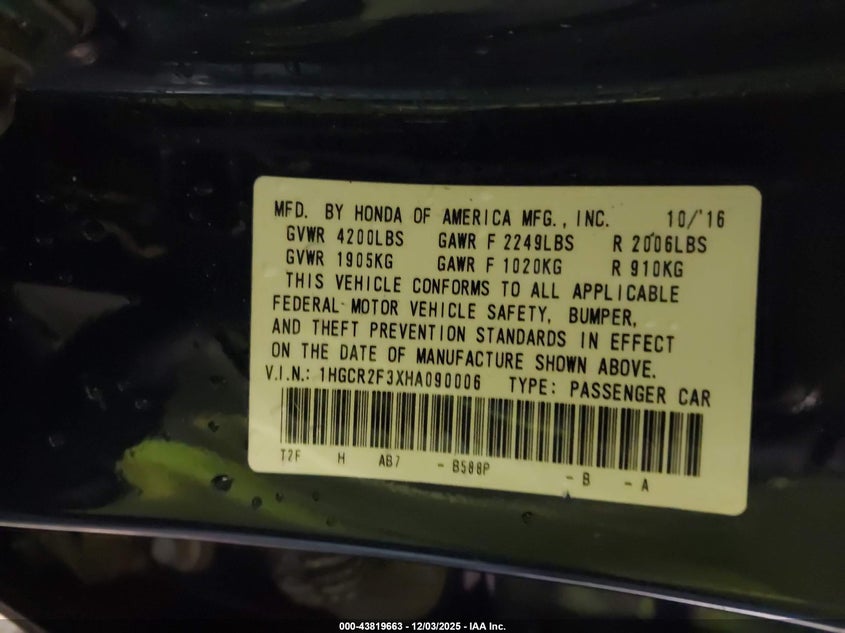 MFD. BY HONDA OF AMERICA MFG., INC. 10/'16
GVWR 4200LBS GAWR F 2249LBS R 2006LBS
GVWR 1905KG GAWR F 1020KG R 910KG
THIS VEHICLE CONFORMS TO ALL APPLICABLE
FEDERAL MOTOR VEHICLE SAFETY, BUMPER,
AND THEFT PREVENTION STANDARDS IN EFFECT
ON THE DATE OF MANUFACTURE SHOWN ABOVE.
V.I.N.: 1HGCR2F3XHA090006 TYPE: PASSENGER CAR
T2F H AB7 - B588P - B - A
000-43819663 - 12/03/2025 - IAA Inc.